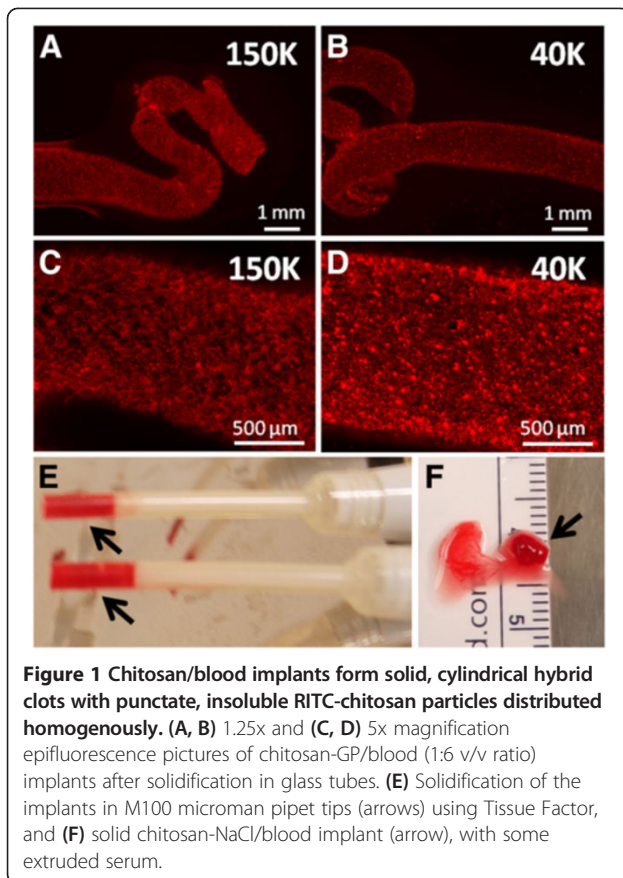 A 150K
B 40K
1 mm
1 mm
C 150K
D 40K
500 µm
500 µm
E
F
5
d.com
Figure 1 Chitosan/blood implants form solid, cylindrical hybrid
clots with punctate, insoluble RITC-chitosan particles distributed
homogenously. (A, B) 1.25x and (C, D) 5x magnification
epifluorescence pictures of chitosan-GP/blood (1:6 v/v ratio)
implants after solidification in glass tubes. (E) Solidification of the
implants in M100 microman pipet tips (arrows) using Tissue Factor,
and (F) solid chitosan-NaCl/blood implant (arrow), with some
extruded serum.